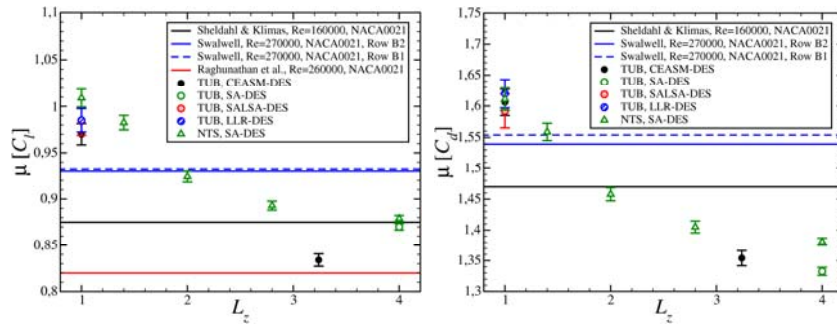 1,1
1,05
1
0,95
0,9
0,85
0,8
μ [C_l]
Sheldahl & Klimas, Re=160000, NACA0021
Swalwell, Re=270000, NACA0021, Row B2
Swalwell, Re=270000, NACA0021, Row B1
Raghunathan et al., Re=260000, NACA0021
TUB, CEASM-DES
TUB, SA-DES
TUB, SALSA-DES
TUB, LLR-DES
NTS, SA-DES
1 2 3 4
L_z
1,75
1,7
1,65
1,6
1,55
1,5
1,45
1,4
1,35
1,3
μ [C_d]
Sheldahl & Klimas, Re=160000, NACA0021
Swalwell, Re=270000, NACA0021, Row B2
Swalwell, Re=270000, NACA0021, Row B1
TUB, CEASM-DES
TUB, SA-DES
TUB, SALSA-DES
TUB, LLR-DES
NTS, SA-DES
1 2 3 4
L_z